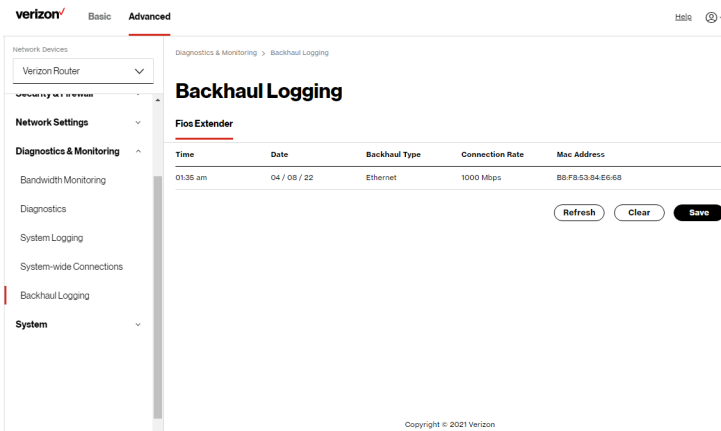 verizon✓ Basic Advanced Help
Network Devices
Verizon Router
Security & Firewall
Network Settings
Diagnostics & Monitoring
Bandwidth Monitoring
Diagnostics
System Logging
System-wide Connections
Backhaul Logging
System
Diagnostics & Monitoring > Backhaul Logging
Backhaul Logging
Fios Extender
Time Date Backhaul Type Connection Rate Mac Address
01:35 am 04 / 08 / 22 Ethernet 1000 Mbps B8:F8:53:84:E6:68
Refresh Clear Save
Copyright © 2021 Verizon